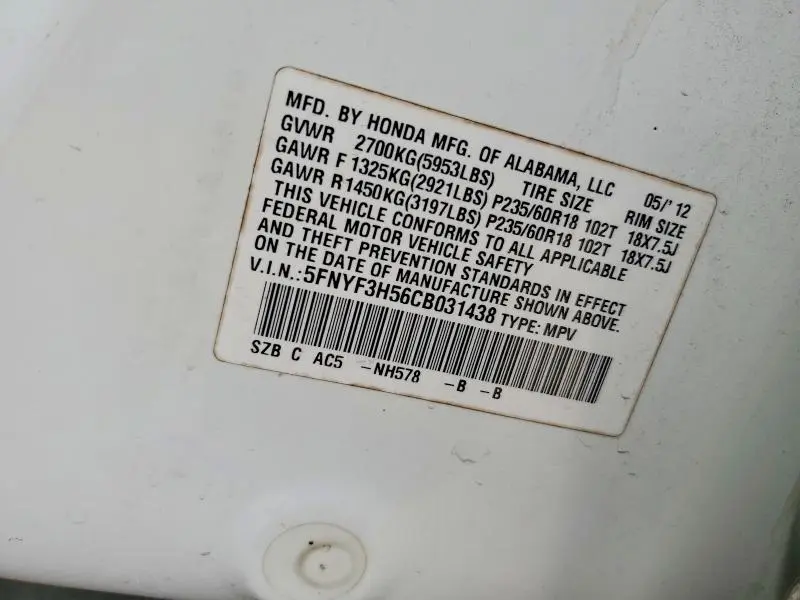 MFD. BY HONDA MFG. OF ALABAMA, LLC 05/'12
GVWR 2700KG(5953LBS) TIRE SIZE RIM SIZE
GAWR F 1325KG(2921LBS) P235/60R18 102T 18X7.5J
GAWR R1450KG(3197LBS) P235/60R18 102T 18X7.5J
THIS VEHICLE CONFORMS TO ALL APPLICABLE
FEDERAL MOTOR VEHICLE SAFETY
AND THEFT PREVENTION STANDARDS IN EFFECT
ON THE DATE OF MANUFACTURE SHOWN ABOVE.
V.I.N.:5FNYF3H56CB031438 TYPE: MPV
SZB C AC5 -NH578 -B -B